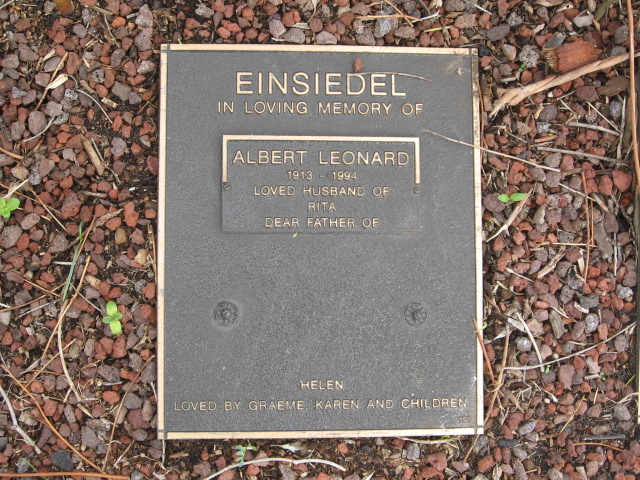 EINSIEDEL
IN LOVING MEMORY OF
ALBERT LEONARD
1913 - 1994
LOVED HUSBAND OF
RITA
DEAR FATHER OF
HELEN
LOVED BY GRAEME, KAREN AND CHILDREN